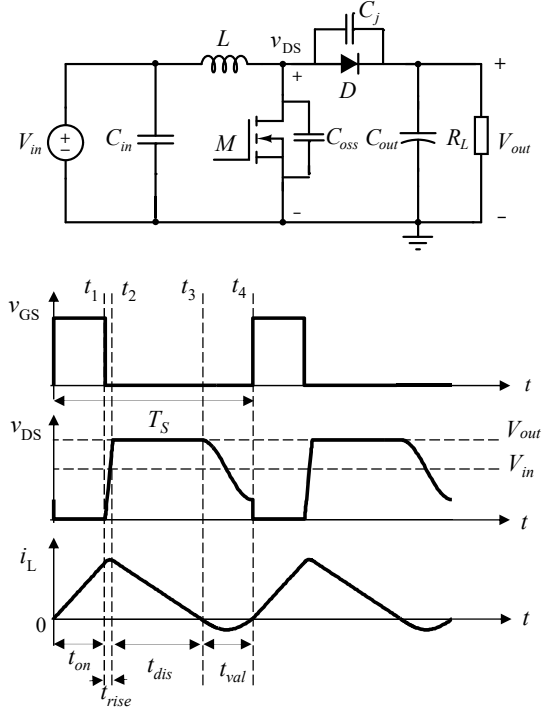 C_j
L
v_DS
+
D
+
V_in
+
−
C_in
M
C_oss
C_out
R_L
V_out
−
−
t_1
t_2
t_3
t_4
v_GS
t
T_S
v_DS
V_out
V_in
t
i_L
0
t
t_on
t_dis
t_val
t_rise